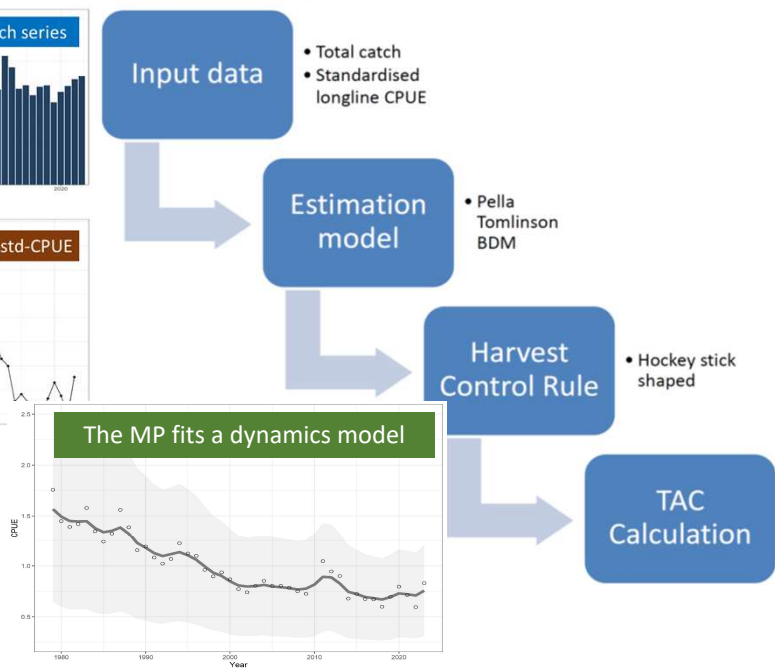 ch series
2020
Input data
• Total catch
• Standardised
longline CPUE
std-CPUE
Estimation
model
• Pella
Tomlinson
BDM
Harvest
Control Rule
• Hockey stick
shaped
TAC
Calculation
The MP fits a dynamics model
2.5
2.0
1.5
1.0
0.5
CPUE
1980
1990
2000
2010
2020
Year